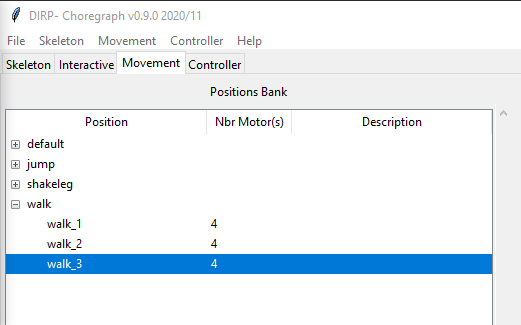 DIRP- Choregraph v0.9.0 2020/11
File Skeleton Movement Controller Help
Skeleton Interactive Movement Controller
Positions Bank
Position Nbr Motor(s) Description
default
jump
shakeleg
walk
walk_1 4
walk_2 4
walk_3 4